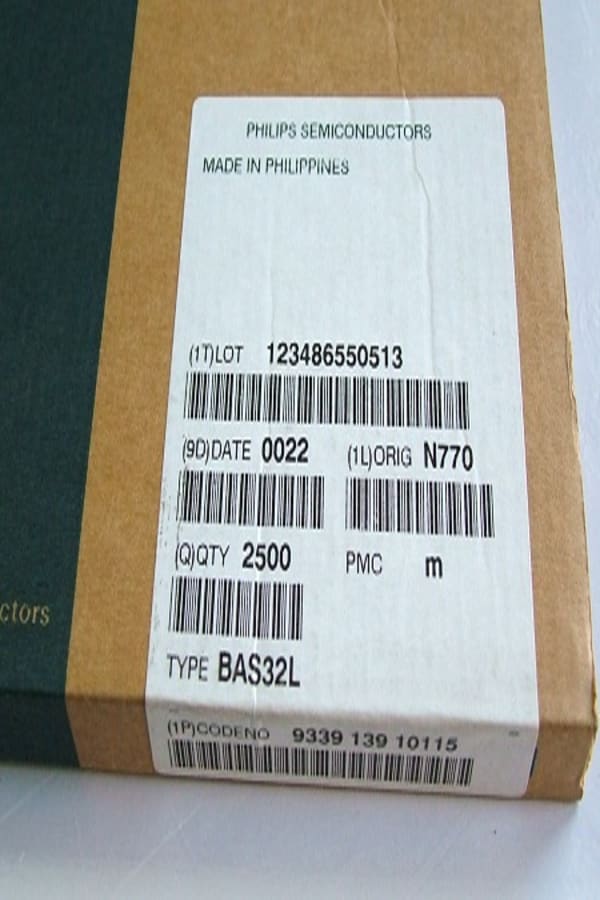 PHILIPS SEMICONDUCTORS
MADE IN PHILIPPINES
(1T)LOT 123486550513
(9D)DATE 0022 (1L)ORIG N770
(Q)QTY 2500 PMC m
TYPE BAS32L
(1P)CODENO 9339 139 10115
ctors